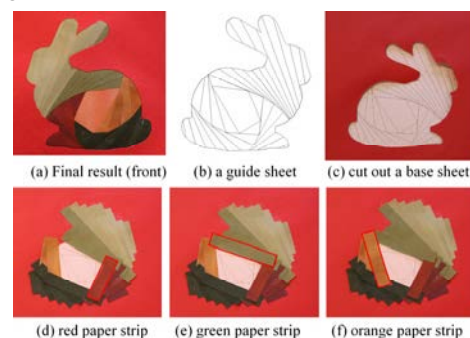 (a) Final result (front) (b) a guide sheet (c) cut out a base sheet
(d) red paper strip (e) green paper strip (f) orange paper strip